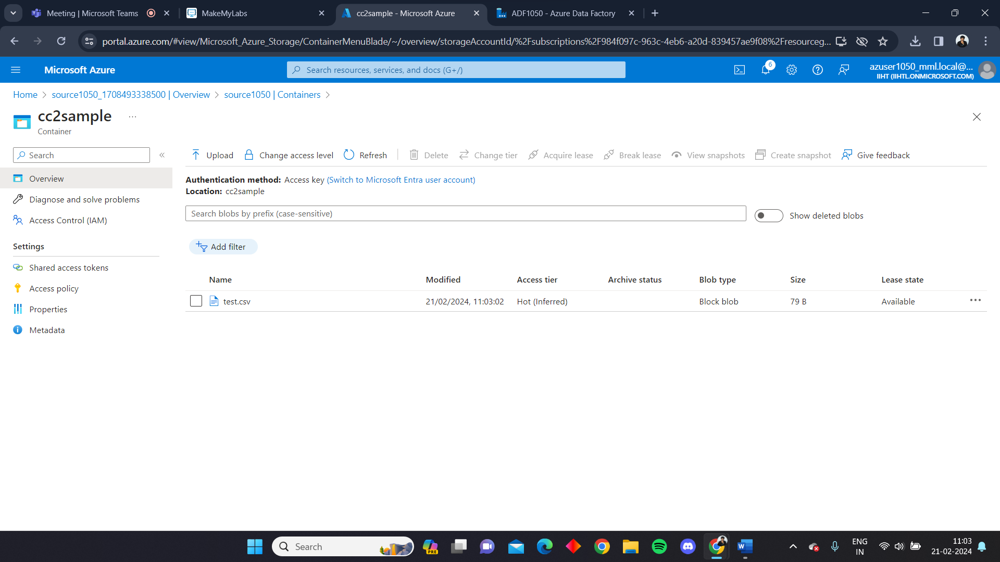 Meeting | Microsoft Teams
MakeMyLabs
cc2sample - Microsoft Azure
ADF1050 - Azure Data Factory
portal.azure.com/#view/Microsoft_Azure_Storage/ContainerMenuBlade/~/overview/storageAccountId/%2Fsubscriptions%2F984f097c-963c-4eb6-a20d-839457ae9f08%2Fresourceg...
Microsoft Azure
Search resources, services, and docs (G+/)
6
azuser1050_mml.local@...
IIHT (IIHTL.ONMICROSOFT.COM)
Home > source1050_1708493338500 | Overview > source1050 | Containers >
cc2sample ...
Container
Search
Upload Change access level Refresh Delete Change tier Acquire lease Break lease View snapshots Create snapshot Give feedback
Overview
Diagnose and solve problems
Access Control (IAM)
Settings
Shared access tokens
Access policy
Properties
Metadata
Authentication method: Access key (Switch to Microsoft Entra user account)
Location: cc2sample
Search blobs by prefix (case-sensitive)
Show deleted blobs
Add filter
Name Modified Access tier Archive status Blob type Size Lease state
test.csv 21/02/2024, 11:03:02 Hot (Inferred) Block blob 79 B Available
Search
PRE
ENG
IN
11:03
21-02-2024